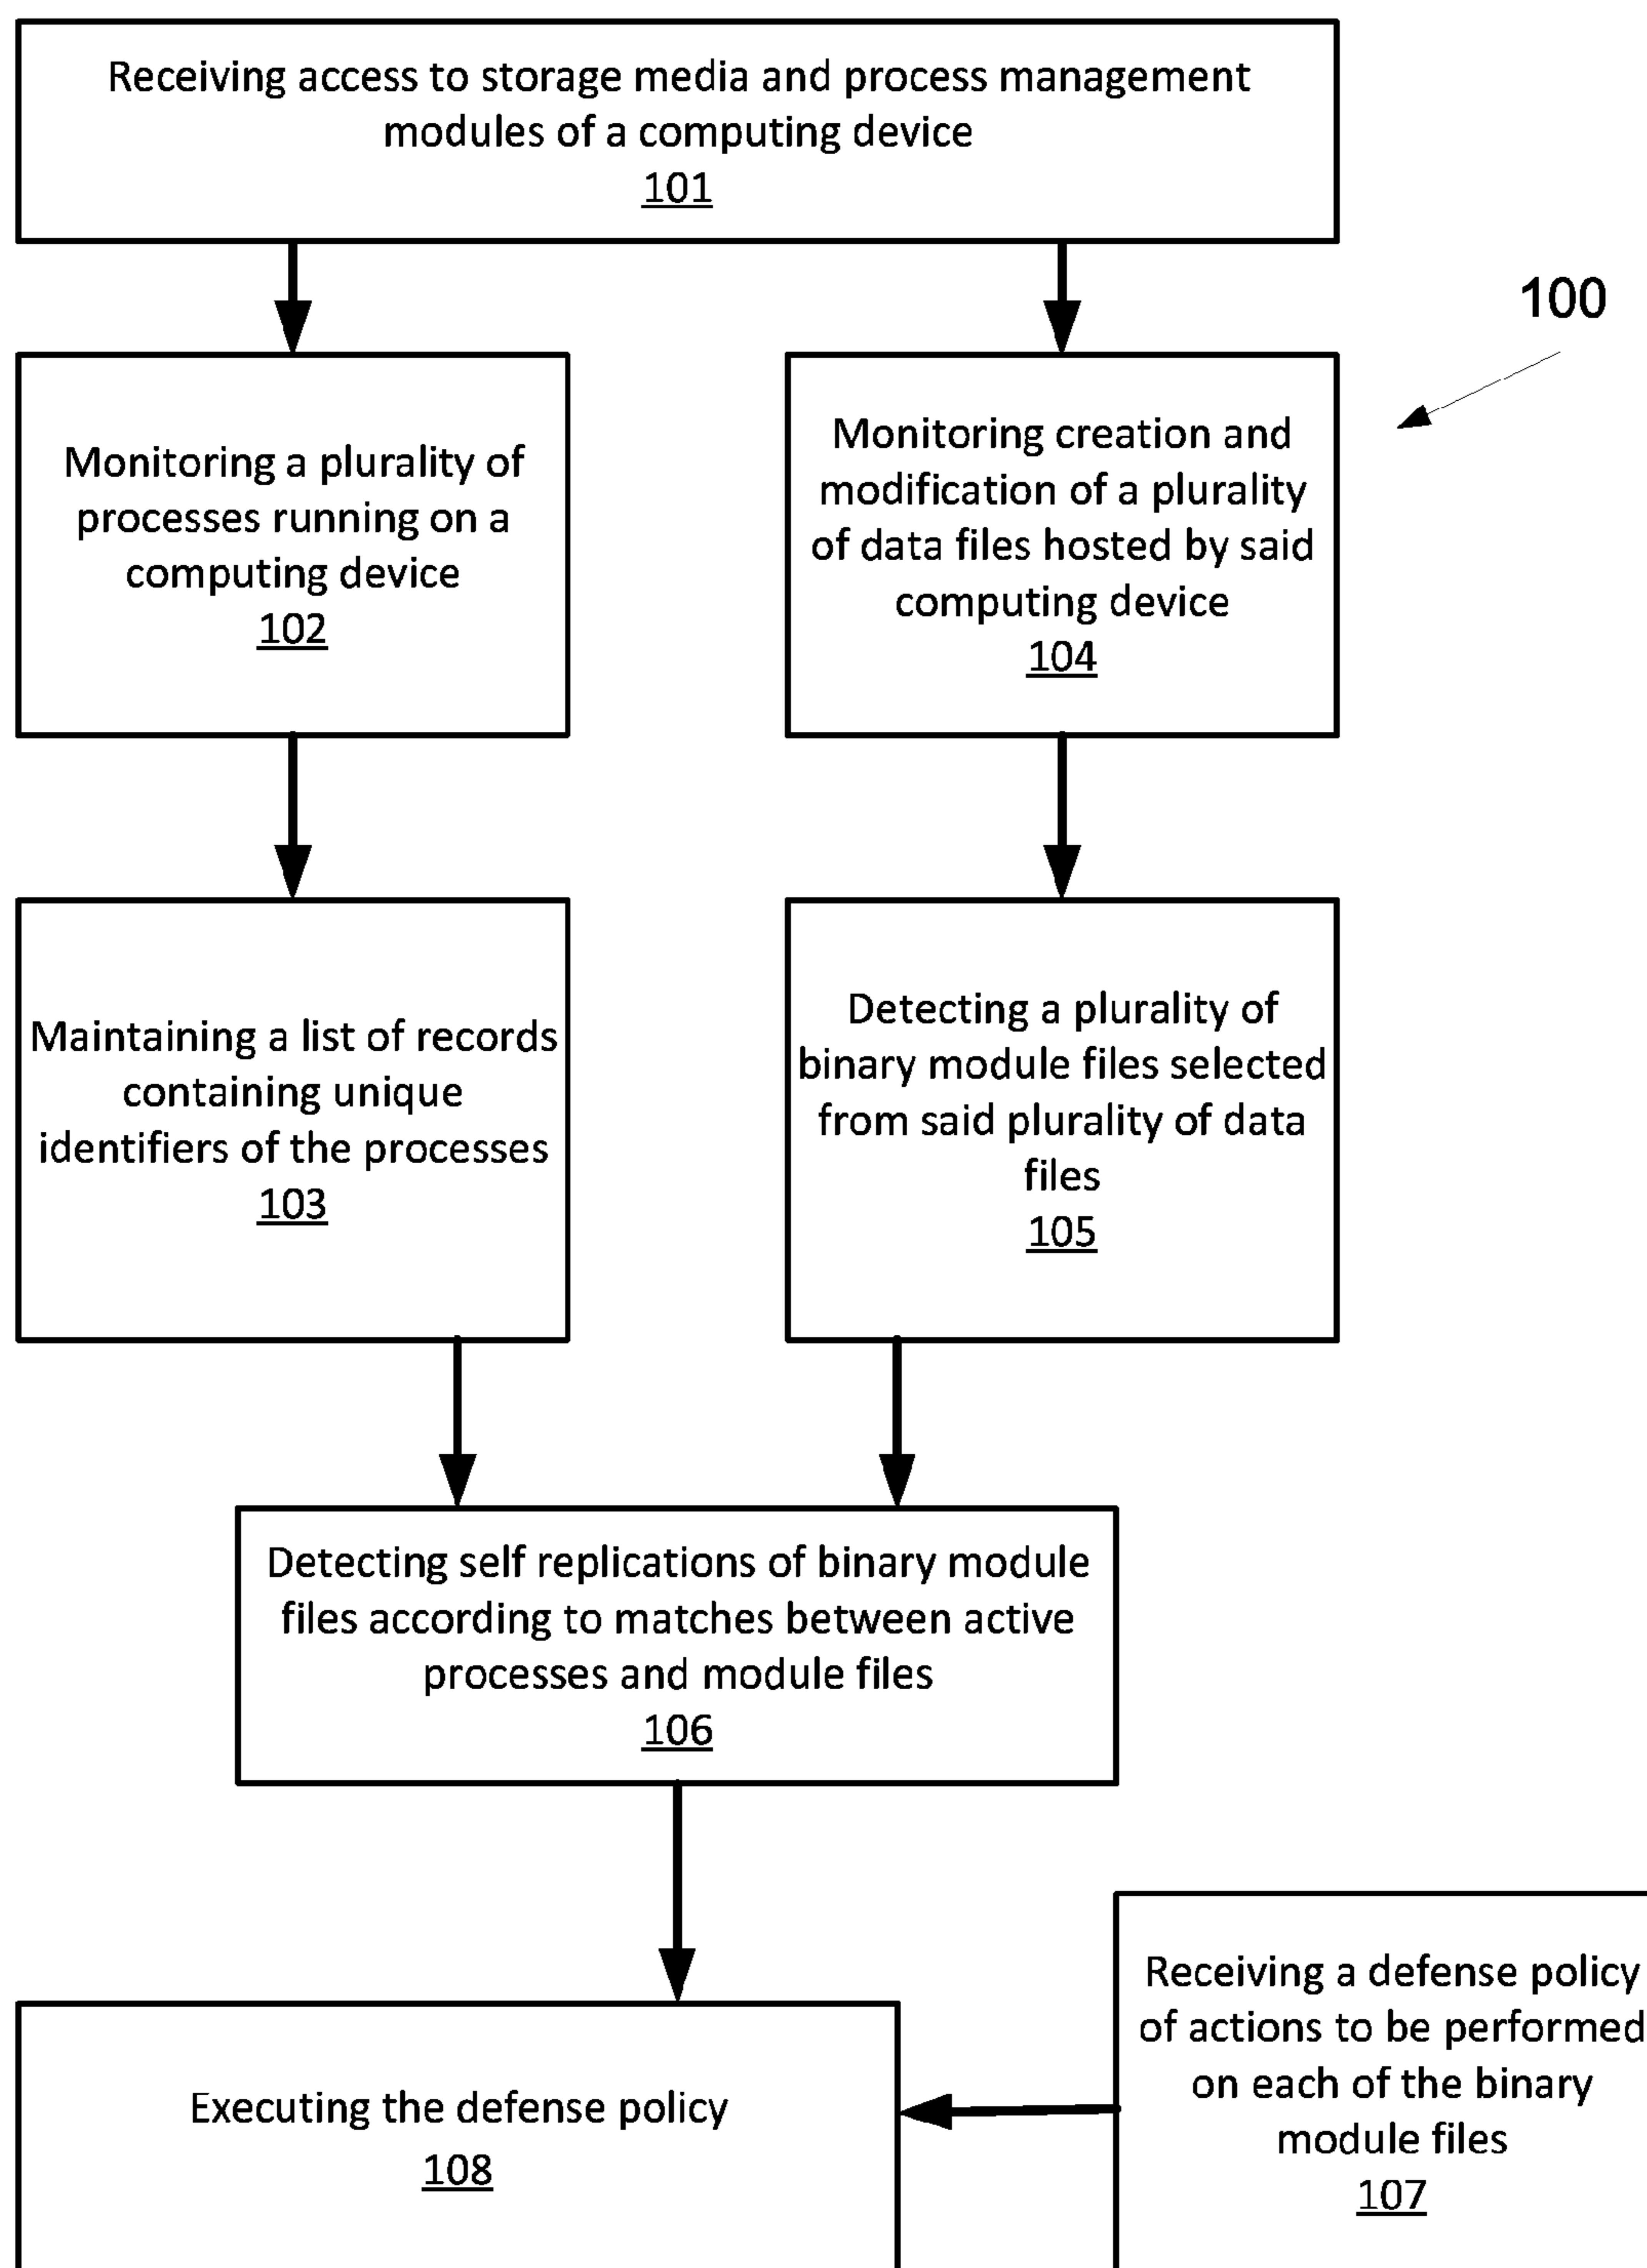 Receiving access to storage media and process management
modules of a computing device
101
100
Monitoring a plurality of
processes running on a
computing device
102
Monitoring creation and
modification of a plurality
of data files hosted by said
computing device
104
Maintaining a list of records
containing unique
identifiers of the processes
103
Detecting a plurality of
binary module files selected
from said plurality of data
files
105
Detecting self replications of binary module
files according to matches between active
processes and module files
106
Receiving a defense policy
of actions to be performed
on each of the binary
module files
107
Executing the defense policy
108